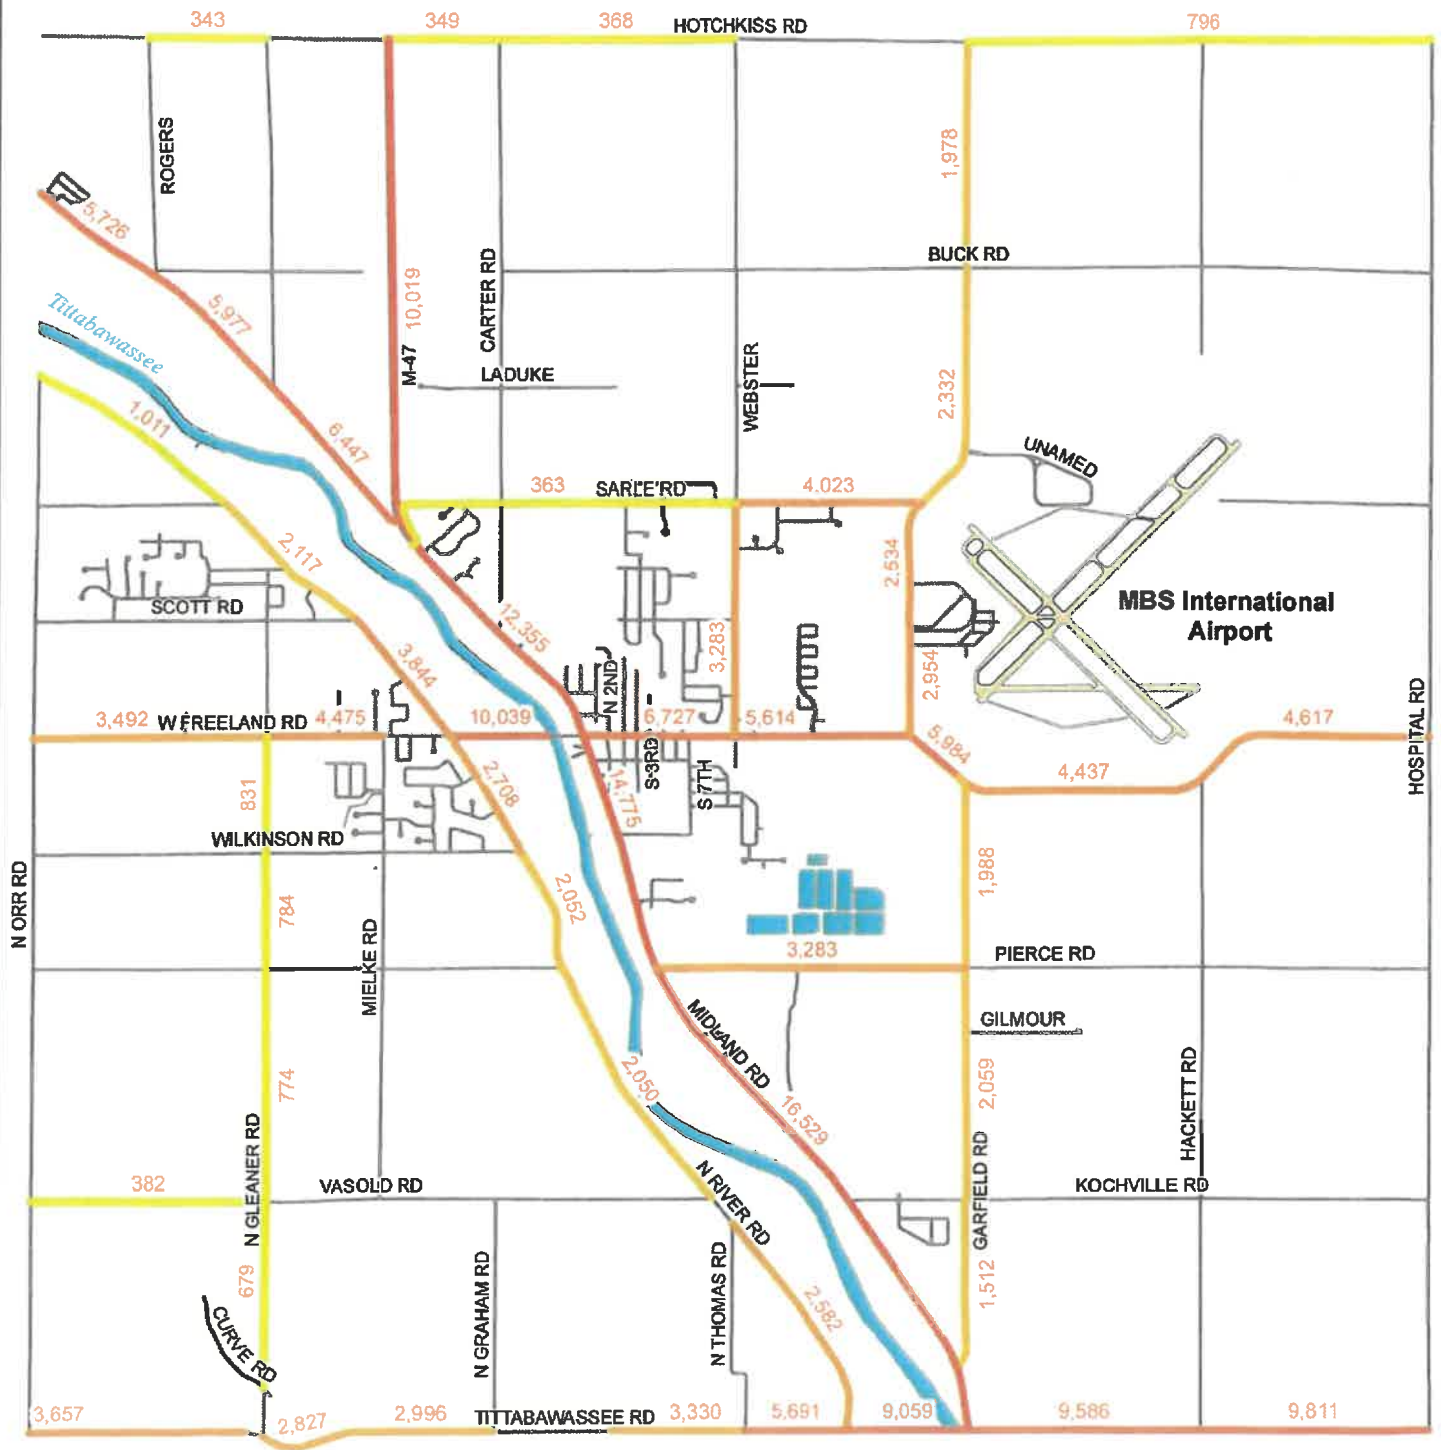 343
349
368
HOTCHKISS RD
796
ROGERS
1,978
5,726
BUCK RD
CARTER RD
10,019
5,977
Tittabawassee
M-47
LADUKE
WEBSTER
2,332
1,011
6,447
UNAMED
363
SARLE RD
4.023
2,117
2,534
SCOTT RD
12,355
MBS International
Airport
3,283
3,844
N 2ND
2,954
3,492
W FREELAND RD
4,475
10,039
6,727
5,614
4,617
HOSPITAL RD
5,984
4,437
S 3RD
S 7TH
14,775
2,708
831
WILKINSON RD
N ORR RD
784
2,052
1,988
MIELKE RD
3,283
PIERCE RD
MIDLAND RD
GILMOUR
774
2,050
16,529
2,059
HACKETT RD
N GLEANER RD
GARFIELD RD
382
VASOLD RD
N RIVER RD
KOCHVILLE RD
679
N GRAHAM RD
N THOMAS RD
1,512
2,582
CURVE RD
3,657
2,827
2,996
TITTABAWASSEE RD
3,330
5,691
9,059
9,586
9,811